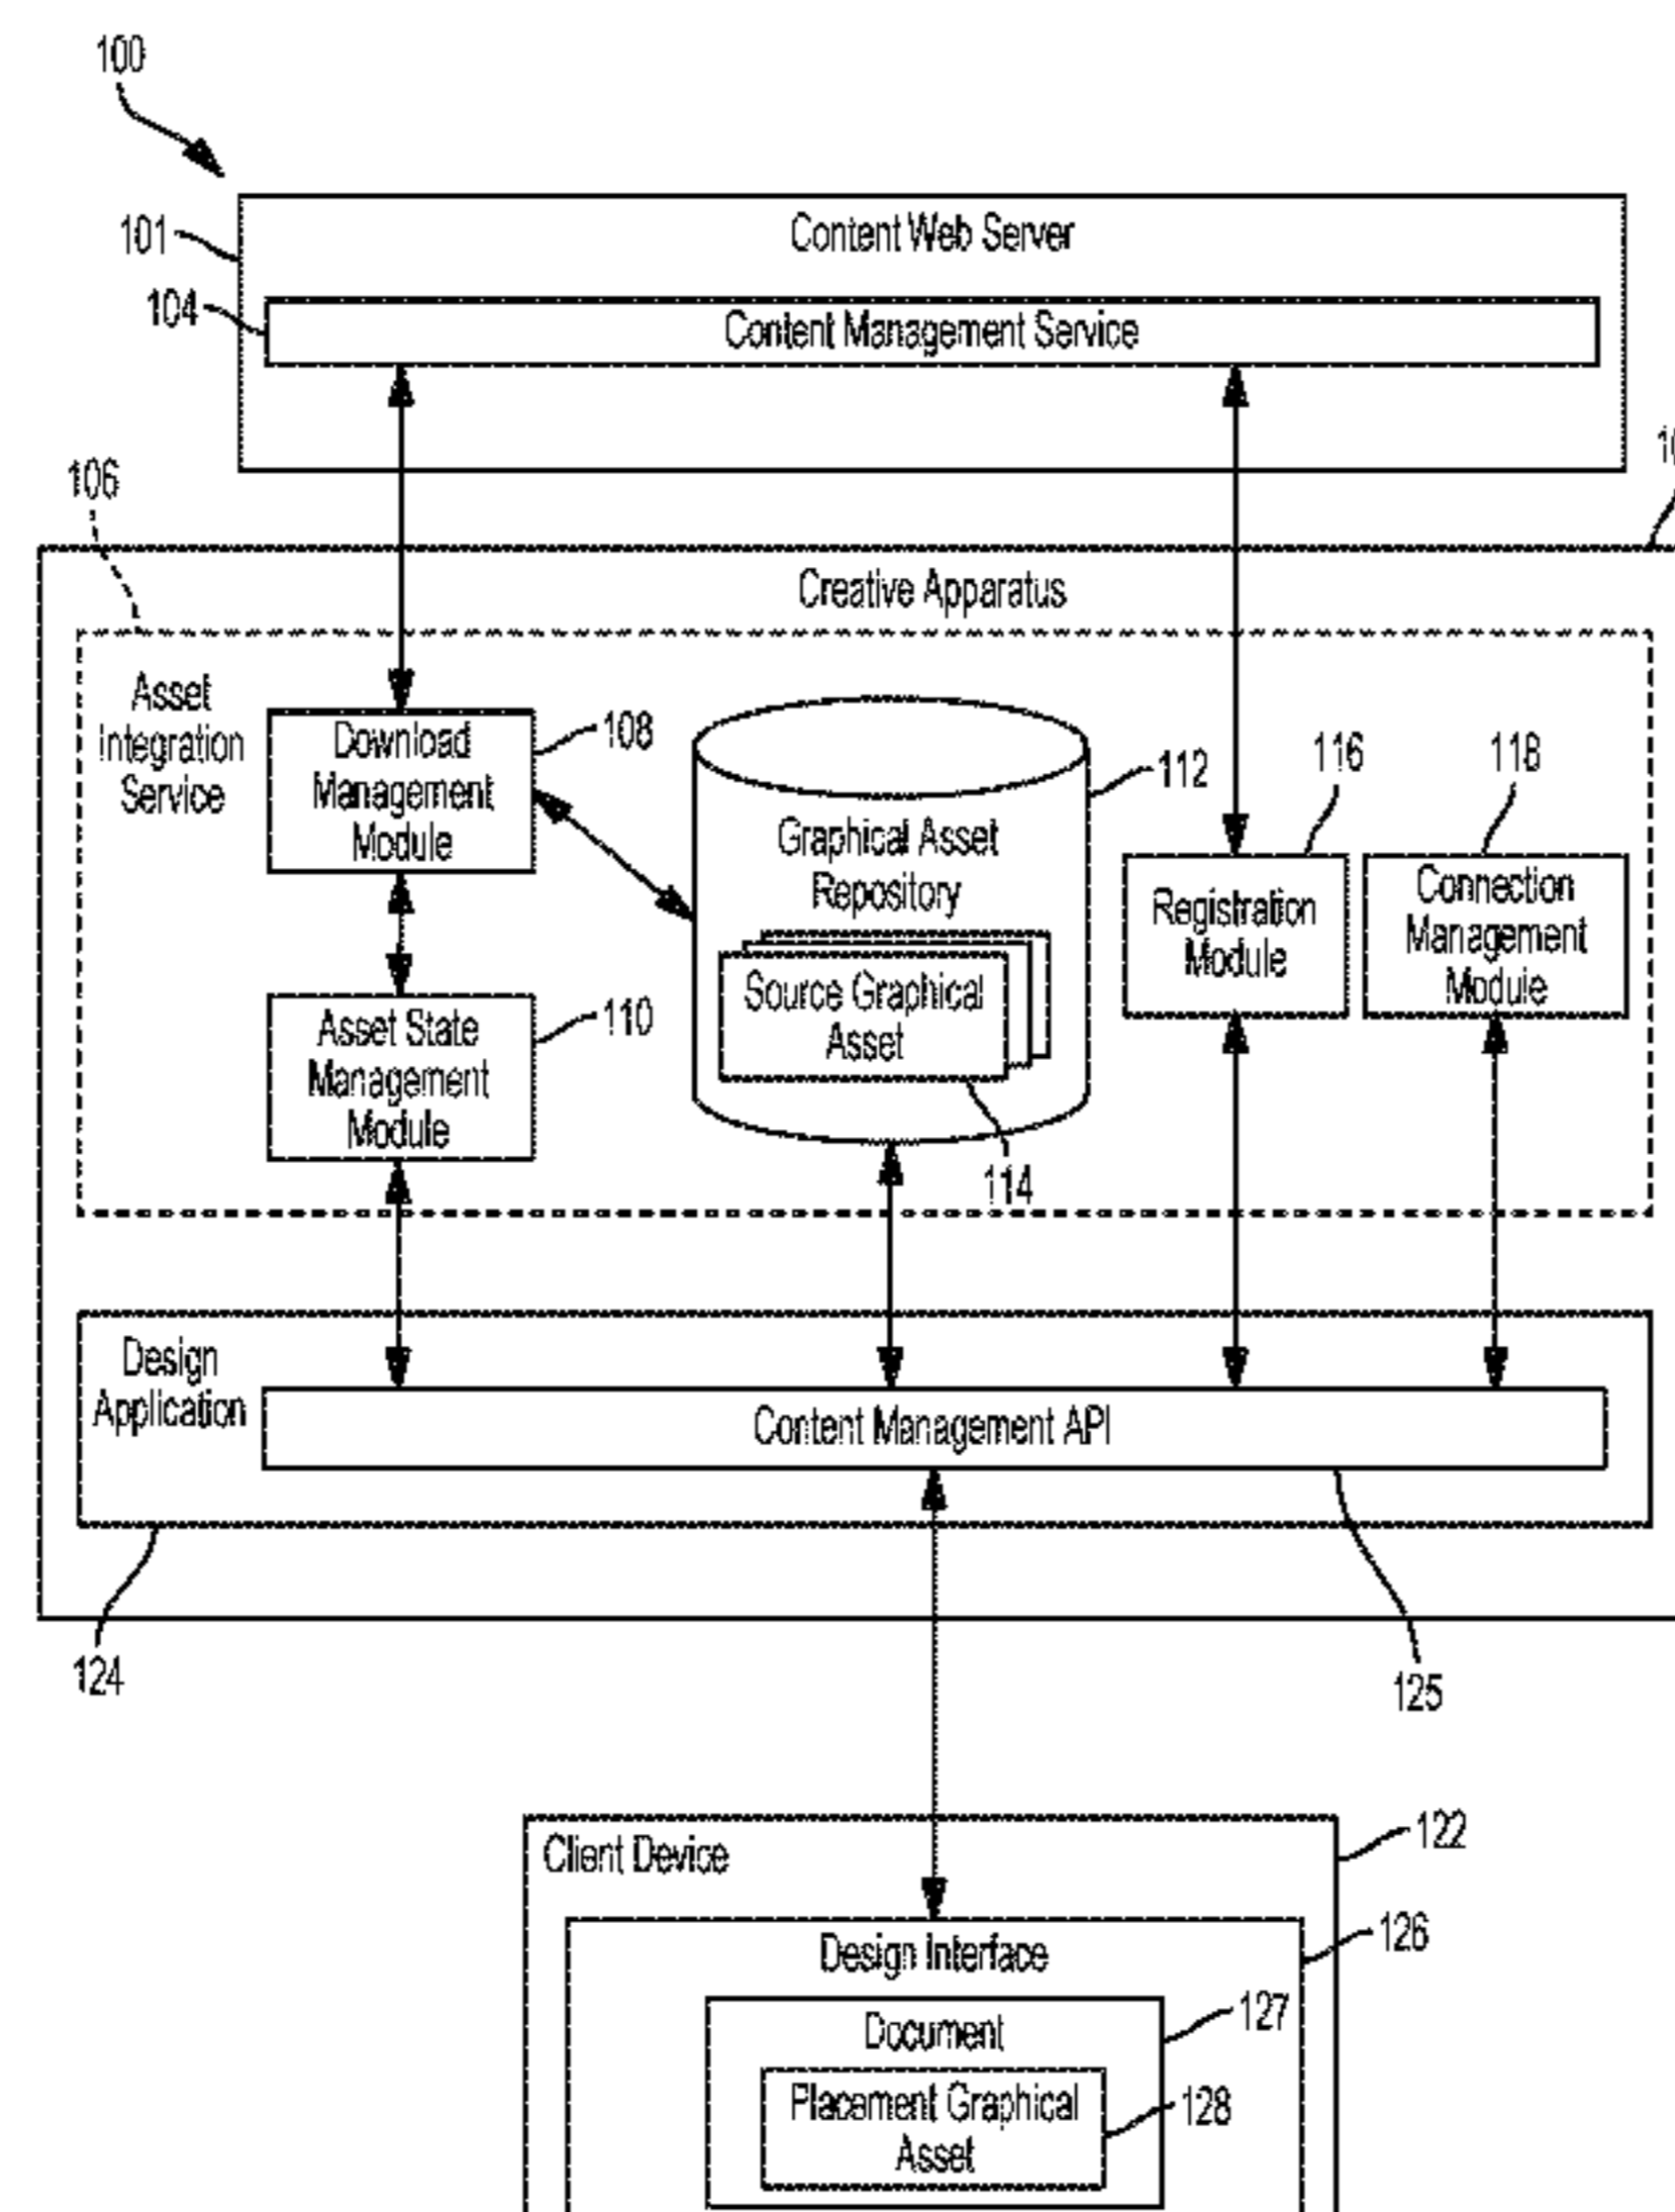 100
101
Content Web Server
104
Content Management Service
106
Creative Apparatus
Asset
Integration
Service
Download
Management
Module
108
Graphical Asset
Repository
112
116
118
Registration
Module
Connection
Management
Module
Source Graphical
Asset
Asset State
Management
Module
110
114
Design
Application
Content Management API
124
125
Client Device
122
Design Interface
126
Document
127
Placement Graphical
Asset
128